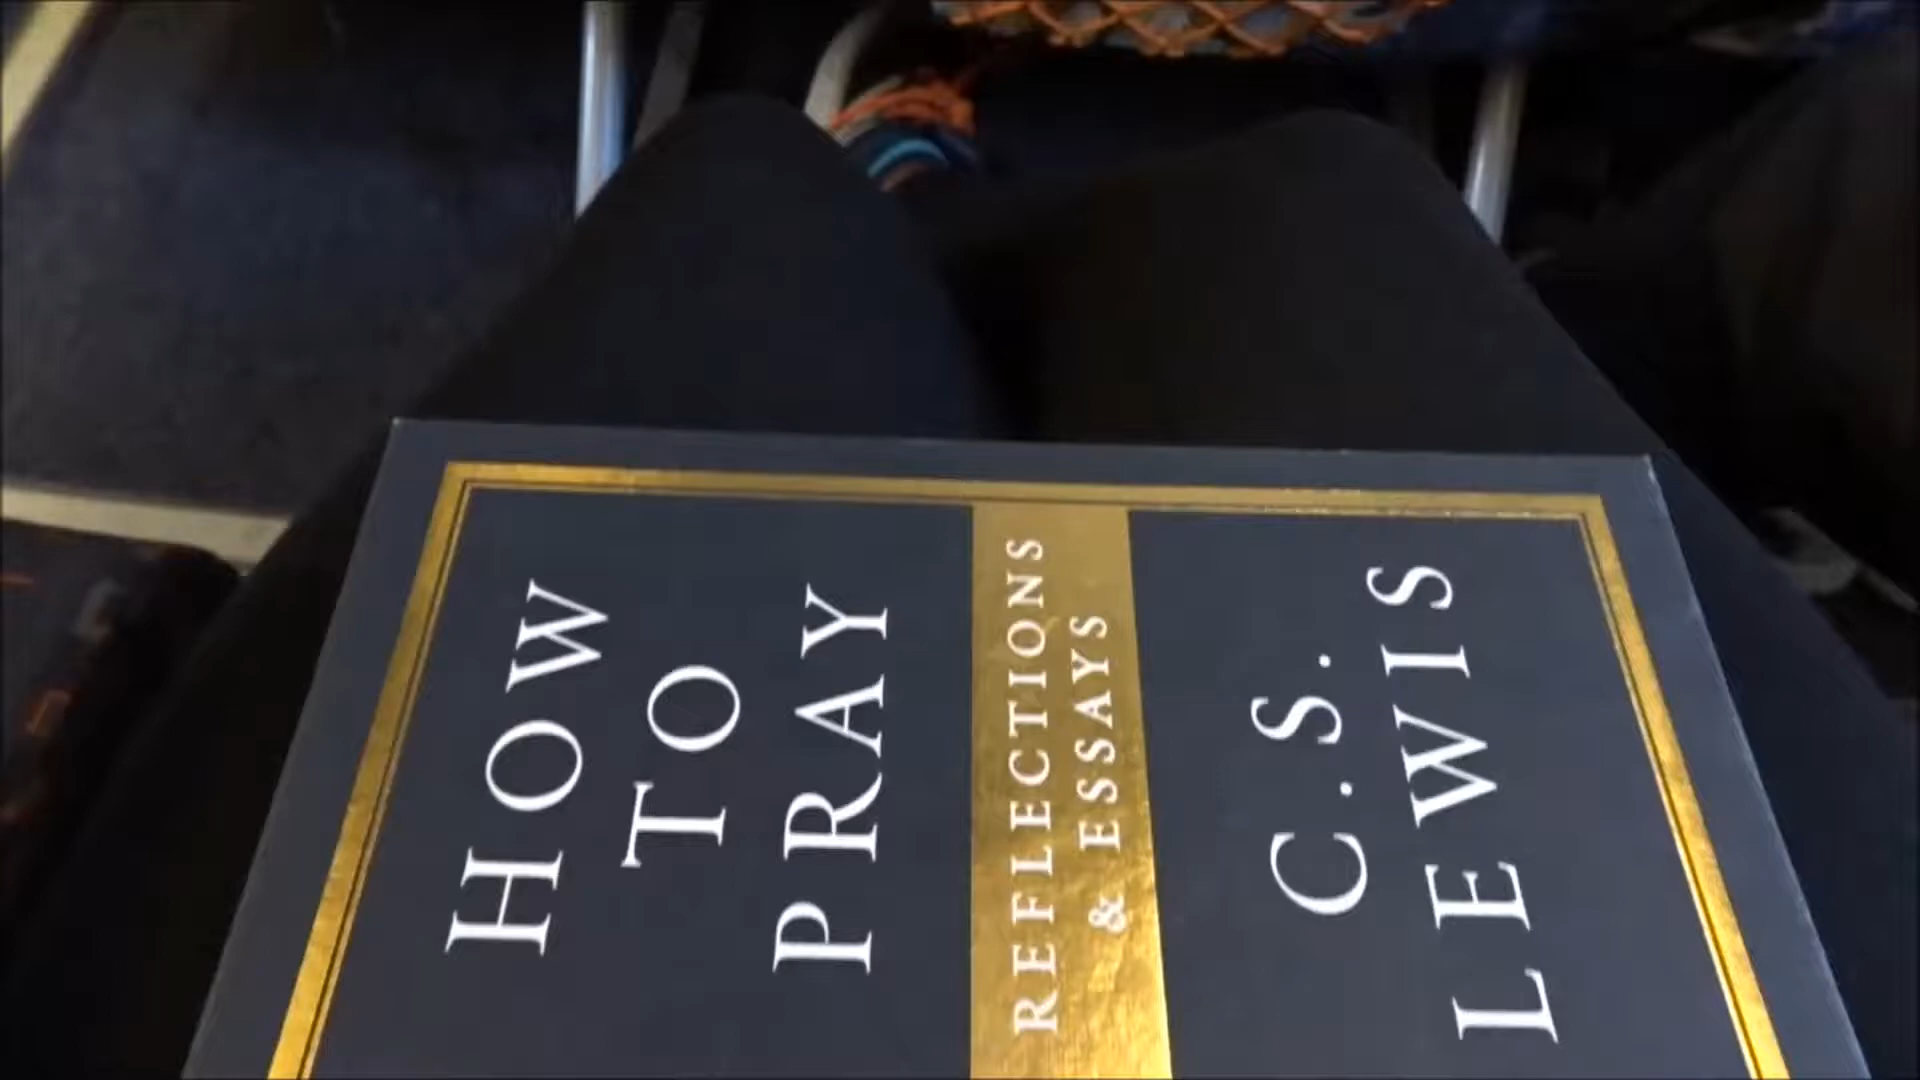 HOW
TO
PRAY
REFLECTIONS
& ESSAYS
C.S.
LEWIS